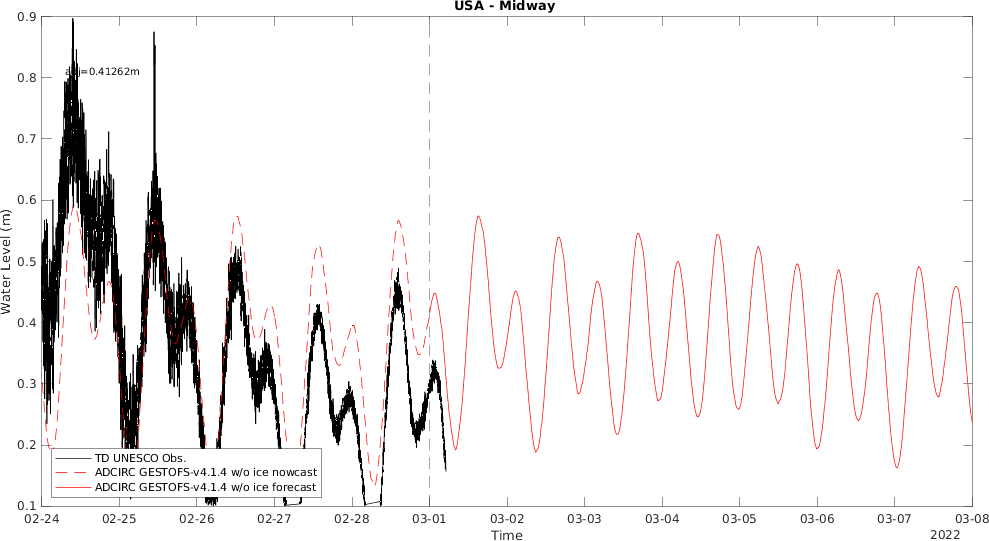 USA - Midway
Water Level (m)
0.9
0.8
0.7
0.6
0.5
0.4
0.3
0.2
0.1
TD UNESCO Obs.
ADCIRC GESTOFS-v4.1.4 w/o ice nowcast
ADCIRC GESTOFS-v4.1.4 w/o ice forecast
02-24 02-25 02-26 02-27 02-28 03-01 03-02 03-03 03-04 03-05 03-06 03-07 03-08
Time
2022